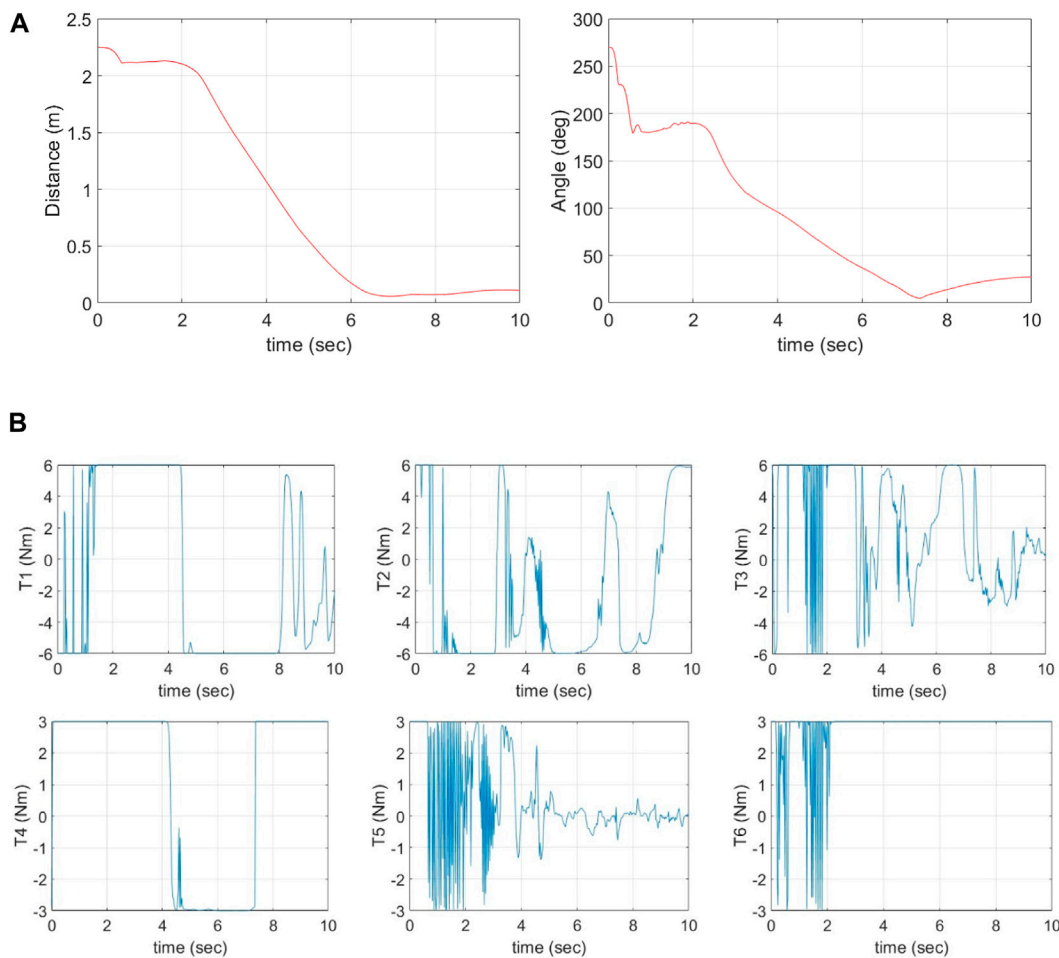 A
Distance (m)
2.5
2
1.5
1
0.5
0
0 2 4 6 8 10
time (sec)
Angle (deg)
300
250
200
150
100
50
0
0 2 4 6 8 10
time (sec)
B
T1 (Nm)
6
4
2
0
-2
-4
-6
0 2 4 6 8 10
time (sec)
T2 (Nm)
6
4
2
0
-2
-4
-6
0 2 4 6 8 10
time (sec)
T3 (Nm)
6
4
2
0
-2
-4
-6
0 2 4 6 8 10
time (sec)
T4 (Nm)
3
2
1
0
-1
-2
-3
0 2 4 6 8 10
time (sec)
T5 (Nm)
3
2
1
0
-1
-2
-3
0 2 4 6 8 10
time (sec)
T6 (Nm)
3
2
1
0
-1
-2
-3
0 2 4 6 8 10
time (sec)